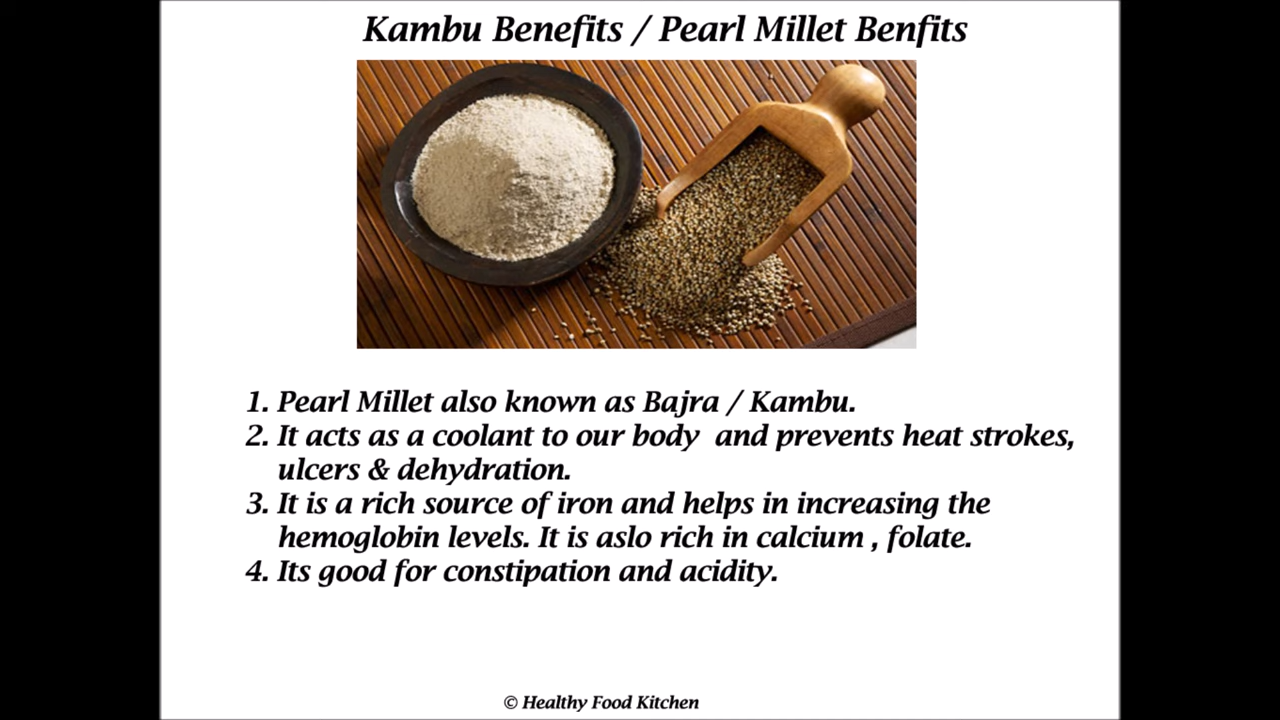 Kambu Benefits / Pearl Millet Benfits
1. Pearl Millet also known as Bajra / Kambu.
2. It acts as a coolant to our body and prevents heat strokes,
ulcers & dehydration.
3. It is a rich source of iron and helps in increasing the
hemoglobin levels. It is aslo rich in calcium , folate.
4. Its good for constipation and acidity.
© Healthy Food Kitchen